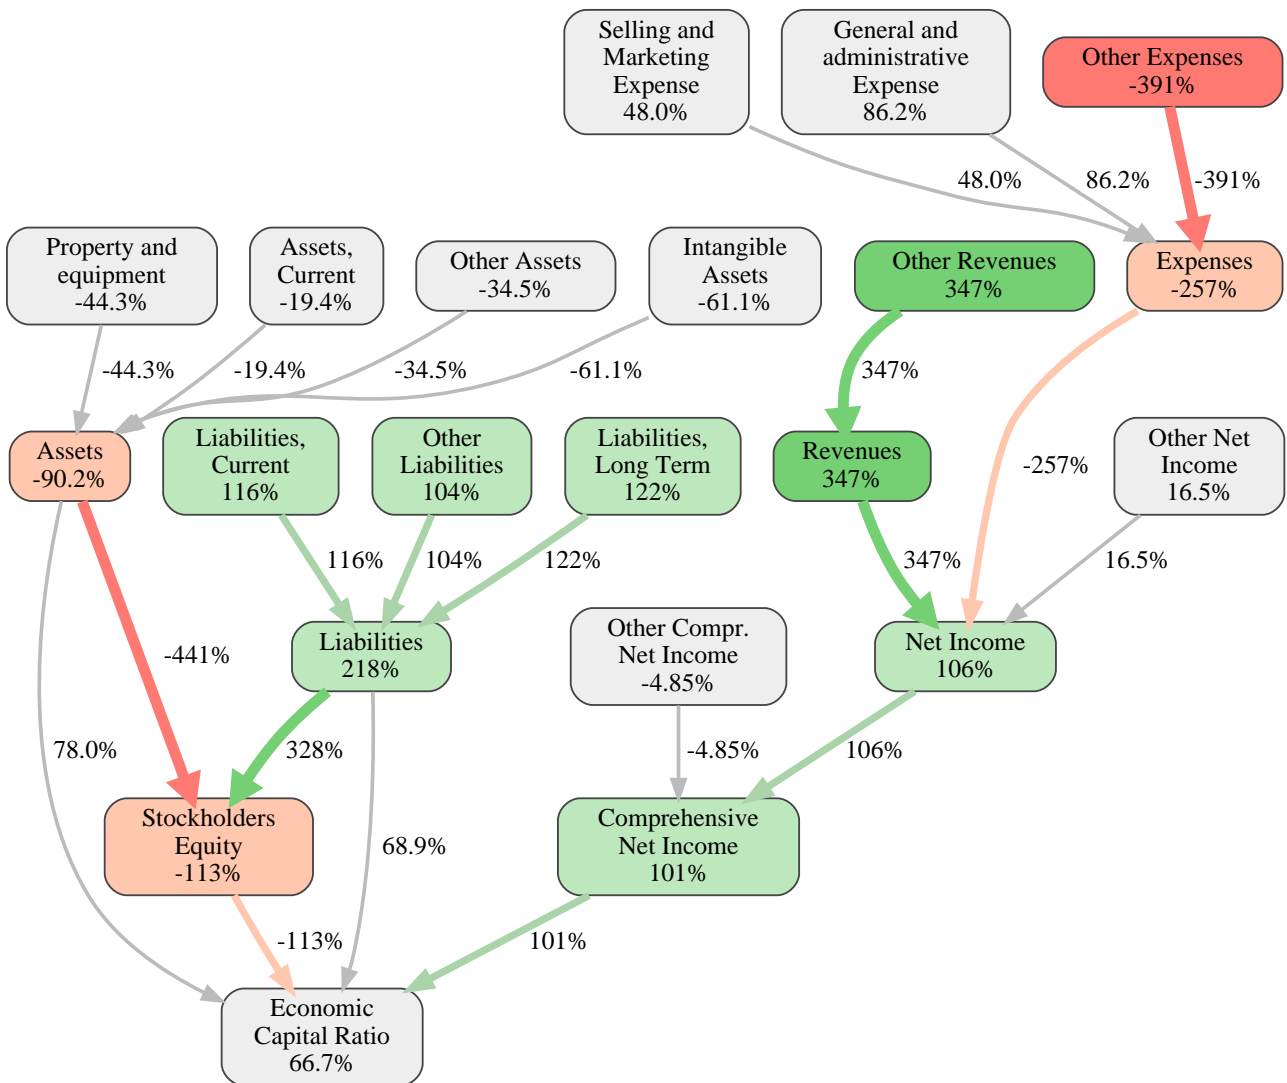 Selling and
Marketing
Expense
48.0%
General and
administrative
Expense
86.2%
Other Expenses
-391%
48.0%
86.2%
-391%
Property and
equipment
-44.3%
Assets,
Current
-19.4%
Other Assets
-34.5%
Intangible
Assets
-61.1%
Other Revenues
347%
Expenses
-257%
-44.3%
-19.4%
-34.5%
-61.1%
347%
Assets
-90.2%
Liabilities,
Current
116%
Other
Liabilities
104%
Liabilities,
Long Term
122%
Revenues
347%
-257%
Other Net
Income
16.5%
116%
104%
122%
347%
16.5%
-441%
Liabilities
218%
Other Compr.
Net Income
-4.85%
Net Income
106%
78.0%
328%
-4.85%
106%
Stockholders
Equity
-113%
68.9%
Comprehensive
Net Income
101%
-113%
101%
Economic
Capital Ratio
66.7%